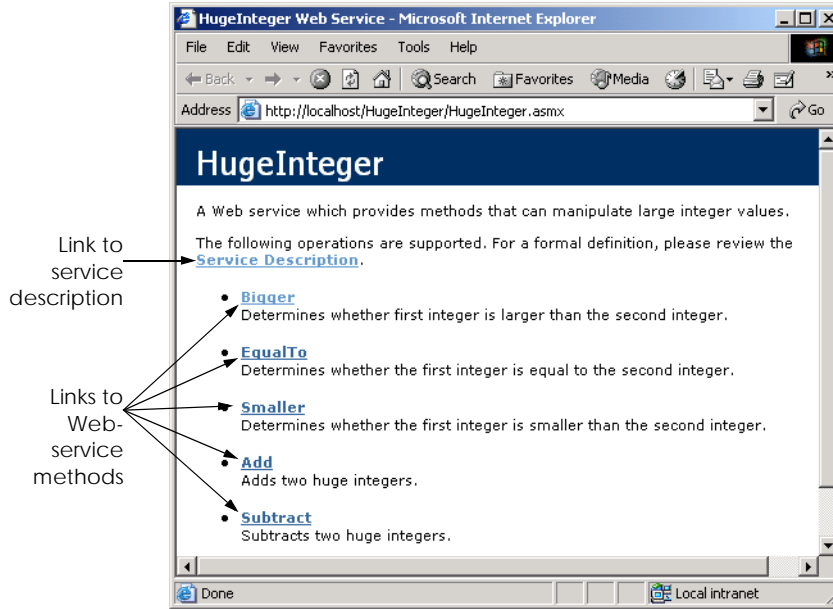 HugeInteger Web Service - Microsoft Internet Explorer
File Edit View Favorites Tools Help
Back Search Favorites Media »
Address http://localhost/HugeInteger/HugeInteger.asmx Go
HugeInteger
A Web service which provides methods that can manipulate large integer values.
The following operations are supported. For a formal definition, please review the
Service Description.
Link to
service
description
• Bigger
Determines whether first integer is larger than the second integer.
• EqualTo
Determines whether the first integer is equal to the second integer.
• Smaller
Determines whether the first integer is smaller than the second integer.
• Add
Adds two huge integers.
• Subtract
Subtracts two huge integers.
Links to
Web-
service
methods
Done Local intranet